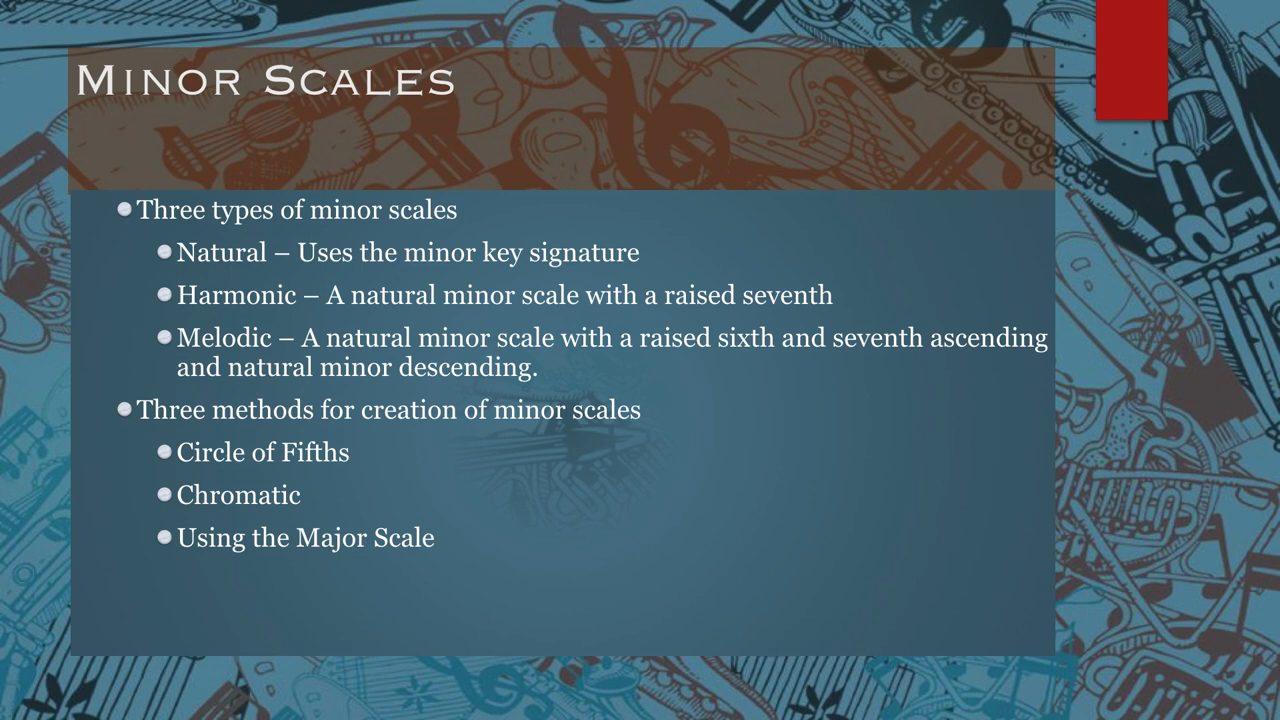 Minor Scales
Three types of minor scales
Natural – Uses the minor key signature
Harmonic – A natural minor scale with a raised seventh
Melodic – A natural minor scale with a raised sixth and seventh ascending
and natural minor descending.
Three methods for creation of minor scales
Circle of Fifths
Chromatic
Using the Major Scale